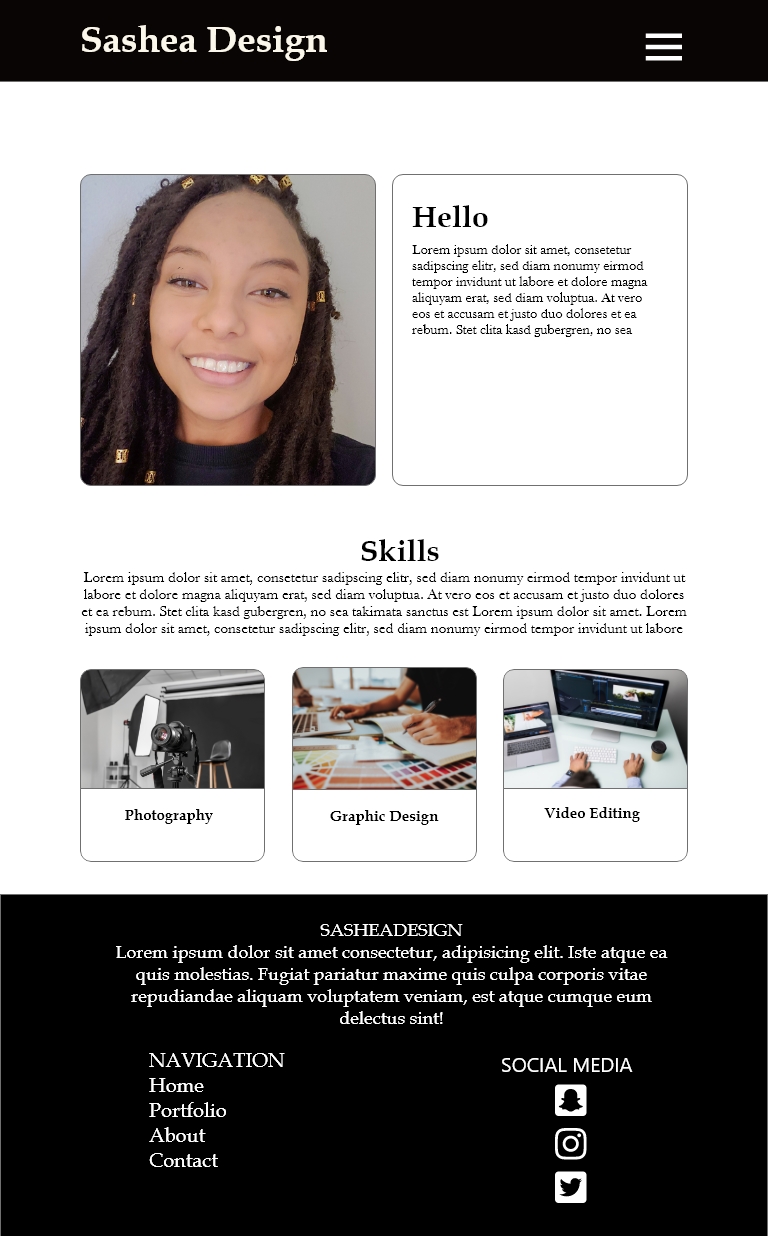 Sashea Design
Hello
Lorem ipsum dolor sit amet, consetetur
sadipscing elitr, sed diam nonumy eirmod
tempor invidunt ut labore et dolore magna
aliquyam erat, sed diam voluptua. At vero
eos et accusam et justo duo dolores et ea
rebum. Stet clita kasd gubergren, no sea
Skills
Lorem ipsum dolor sit amet, consetetur sadipscing elitr, sed diam nonumy eirmod tempor invidunt ut
labore et dolore magna aliquyam erat, sed diam voluptua. At vero eos et accusam et justo duo dolores
et ea rebum. Stet clita kasd gubergren, no sea takimata sanctus est Lorem ipsum dolor sit amet. Lorem
ipsum dolor sit amet, consetetur sadipscing elitr, sed diam nonumy eirmod tempor invidunt ut labore
Photography
Graphic Design
Video Editing
SASHEADESIGN
Lorem ipsum dolor sit amet consectetur, adipisicing elit. Iste atque ea
quis molestias. Fugiat pariatur maxime quis culpa corporis vitae
repudiandae aliquam voluptatem veniam, est atque cumque eum
delectus sint!
NAVIGATION
Home
Portfolio
About
Contact
SOCIAL MEDIA